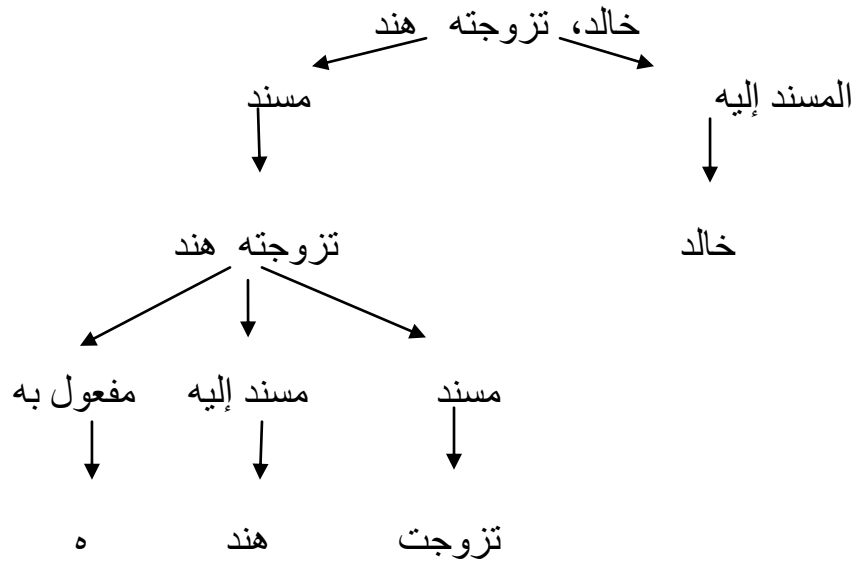 خالد، تزوجته هند
المسند إليه مسند
خالد تزوجته هند
مسند مسند إليه مفعول به
تزوجت هند ه